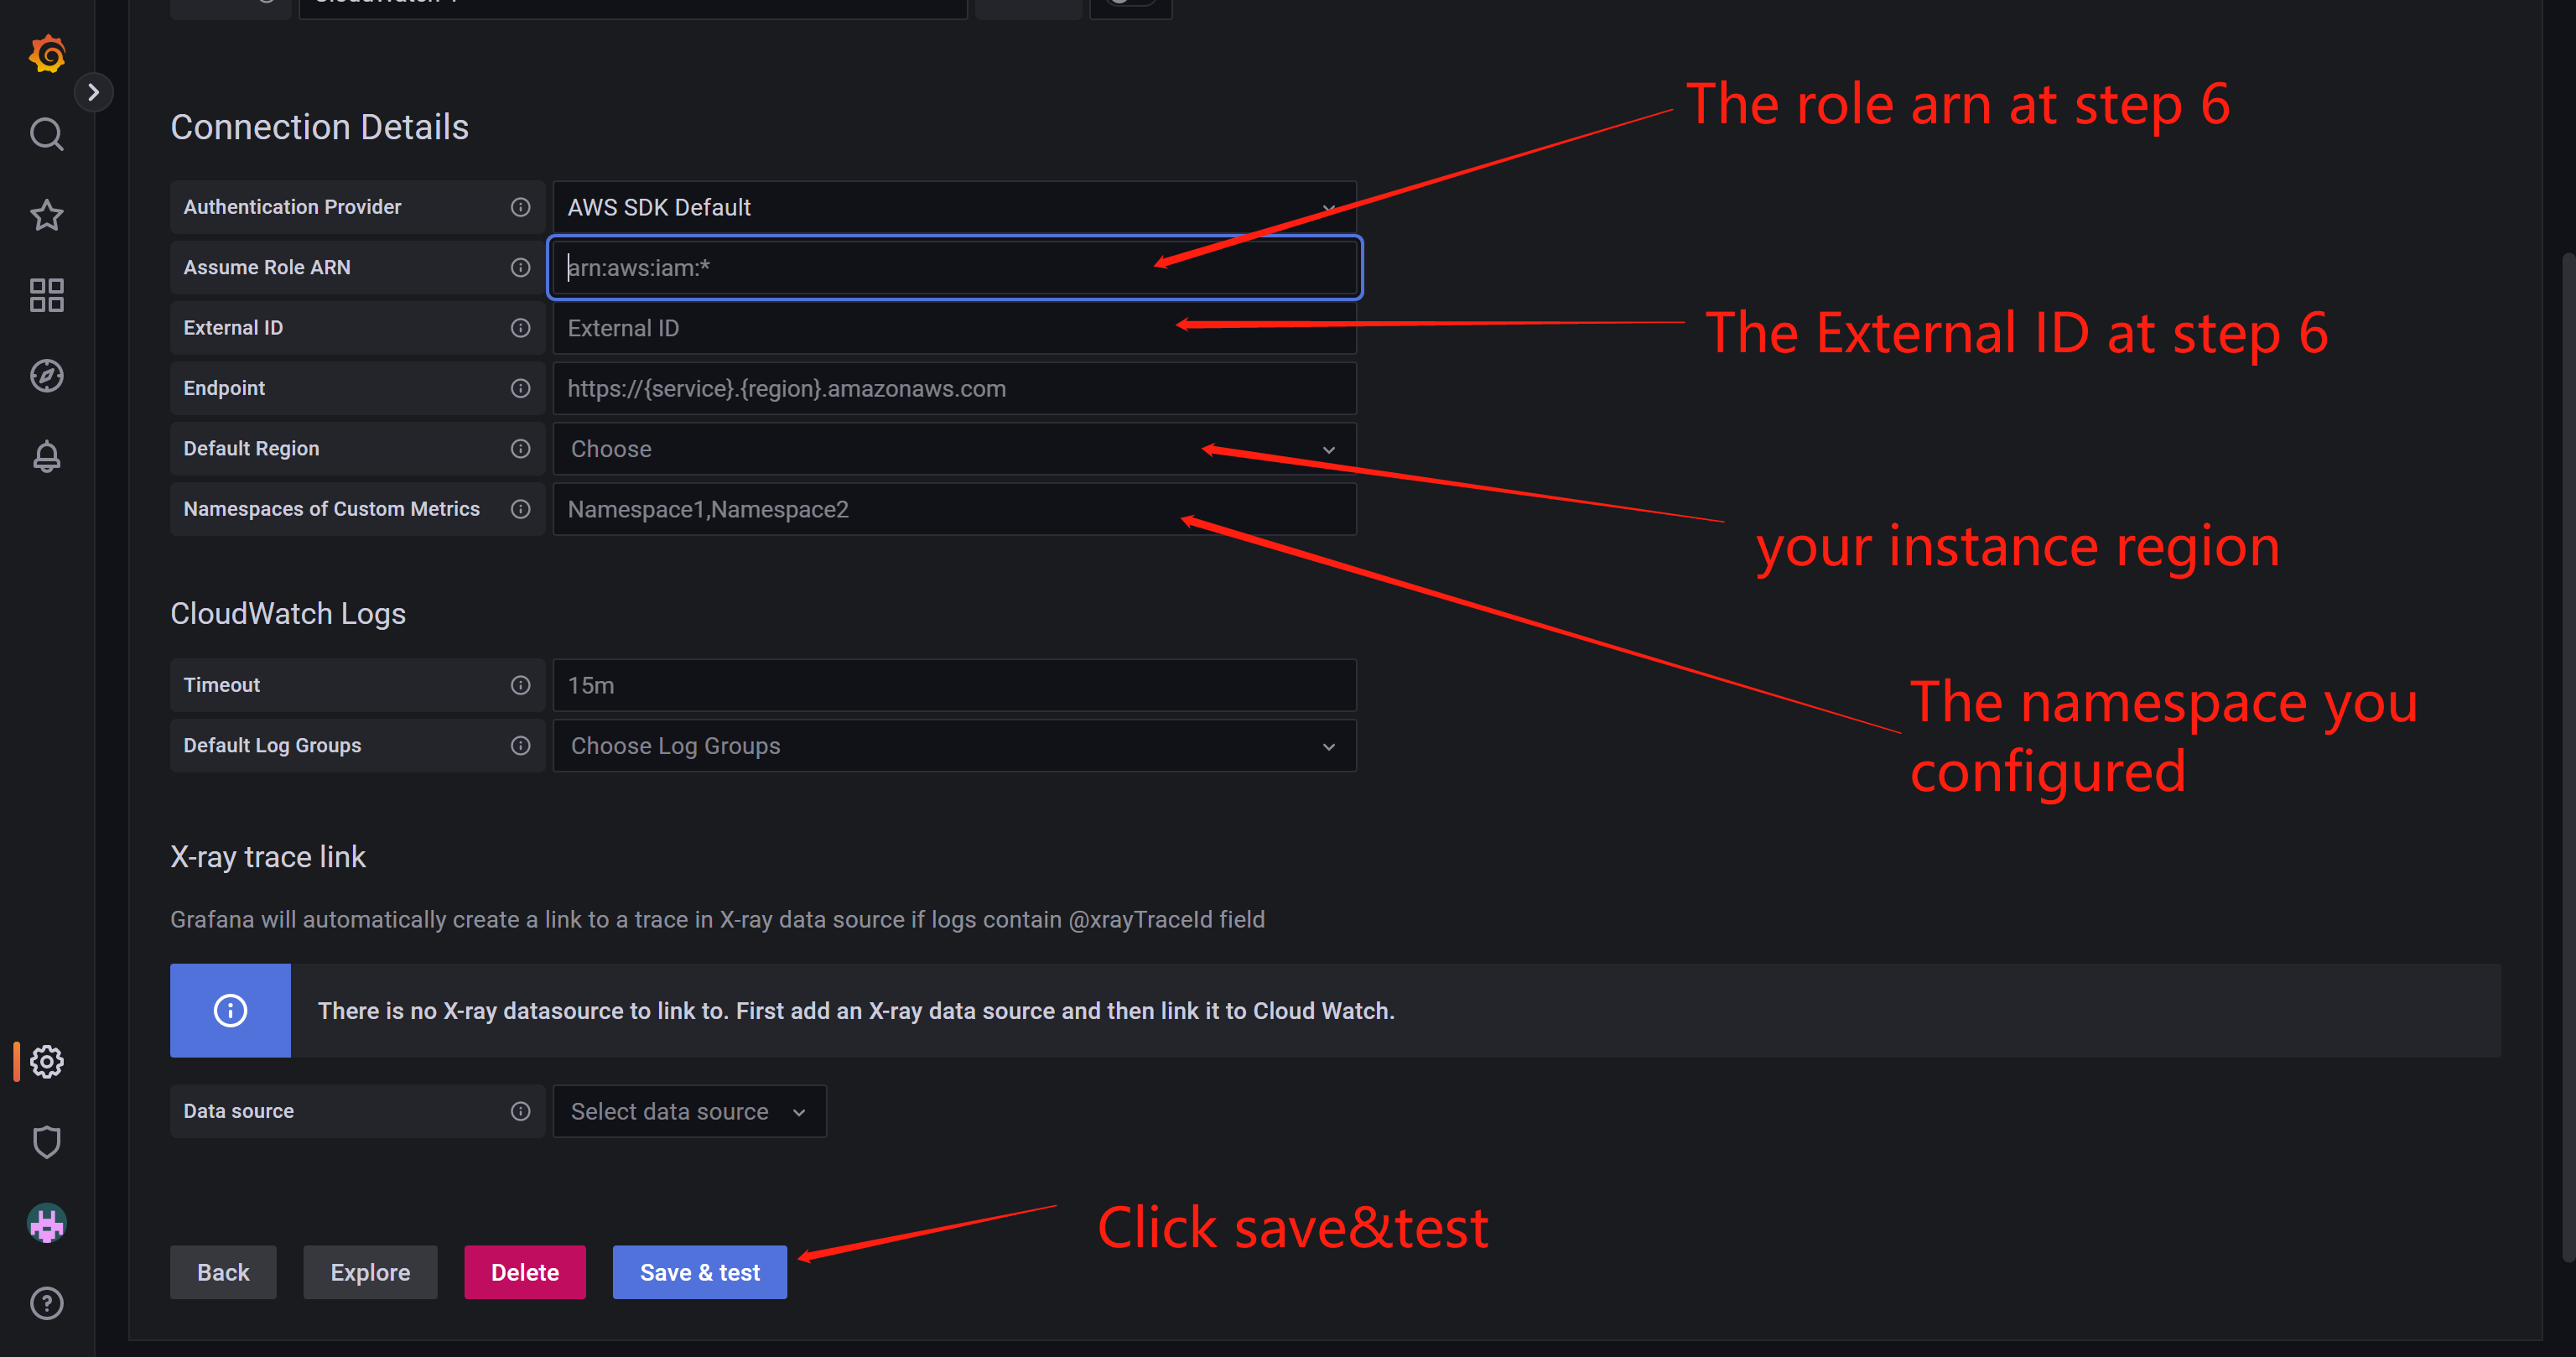 The role arn at step 6
Connection Details
Authentication Provider
AWS SDK Default
Assume Role ARN
arn:aws:iam:*
External ID
External ID
The External ID at step 6
Endpoint
https://{service}.{region}.amazonaws.com
Default Region
Choose
Namespaces of Custom Metrics
Namespace1,Namespace2
your instance region
CloudWatch Logs
Timeout
15m
The namespace you
configured
Default Log Groups
Choose Log Groups
X-ray trace link
Grafana will automatically create a link to a trace in X-ray data source if logs contain @xrayTraceId field
There is no X-ray datasource to link to. First add an X-ray data source and then link it to Cloud Watch.
Data source
Select data source
Click save&test
Back
Explore
Delete
Save & test